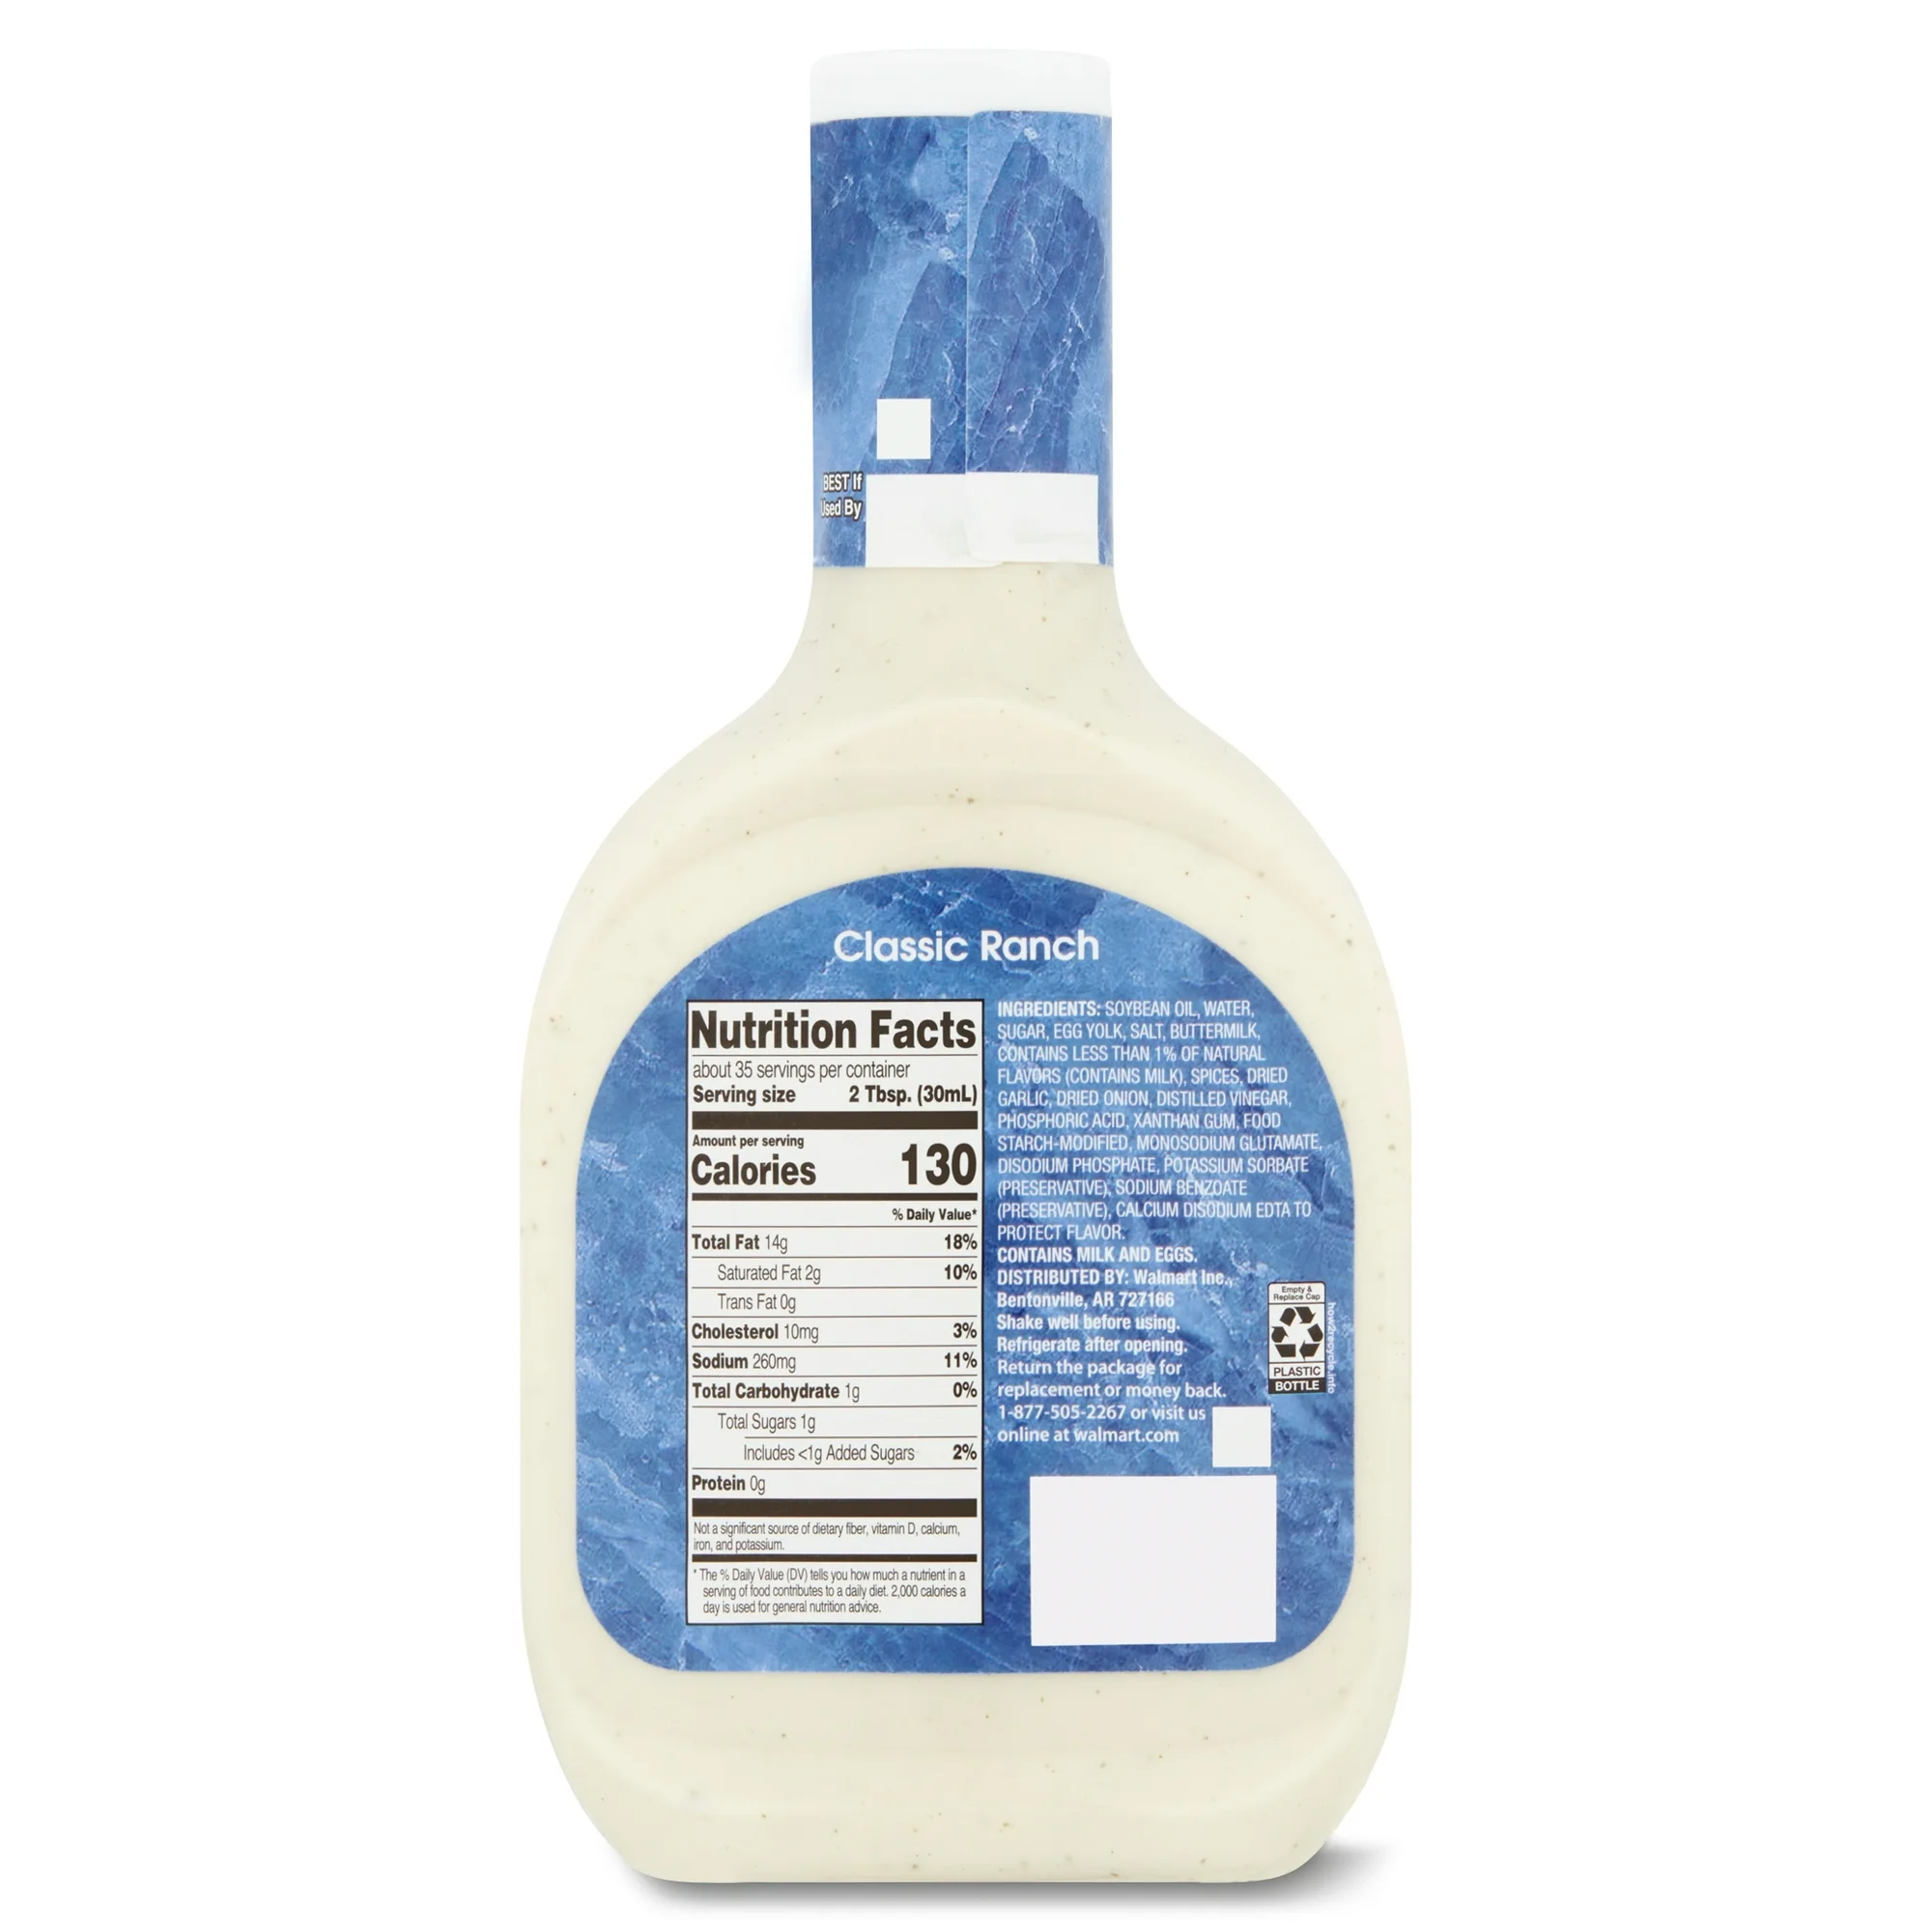 BEST If
Used By
Classic Ranch
Nutrition Facts
about 35 servings per container
Serving size 2 Tbsp. (30mL)
Amount per serving
Calories 130
% Daily Value*
Total Fat 14g 18%
Saturated Fat 2g 10%
Trans Fat 0g
Cholesterol 10mg 3%
Sodium 260mg 11%
Total Carbohydrate 1g 0%
Total Sugars 1g
Includes <1g Added Sugars 2%
Protein 0g
Not a significant source of dietary fiber, vitamin D, calcium,
iron, and potassium.
* The % Daily Value (DV) tells you how much a nutrient in a
serving of food contributes to a daily diet. 2,000 calories a
day is used for general nutrition advice.
INGREDIENTS: SOYBEAN OIL, WATER,
SUGAR, EGG YOLK, SALT, BUTTERMILK,
CONTAINS LESS THAN 1% OF NATURAL
FLAVORS (CONTAINS MILK), SPICES, DRIED
GARLIC, DRIED ONION, DISTILLED VINEGAR,
PHOSPHORIC ACID, XANTHAN GUM, FOOD
STARCH-MODIFIED, MONOSODIUM GLUTAMATE,
DISODIUM PHOSPHATE, POTASSIUM SORBATE
(PRESERVATIVE), SODIUM BENZOATE
(PRESERVATIVE), CALCIUM DISODIUM EDTA TO
PROTECT FLAVOR.
CONTAINS MILK AND EGGS.
DISTRIBUTED BY: Walmart Inc.,
Bentonville, AR 727166
Shake well before using.
Refrigerate after opening.
Return the package for
replacement or money back.
1-877-505-2267 or visit us
online at walmart.com
Empty &
Replace Cap
PLASTIC
BOTTLE
how2recycle.info